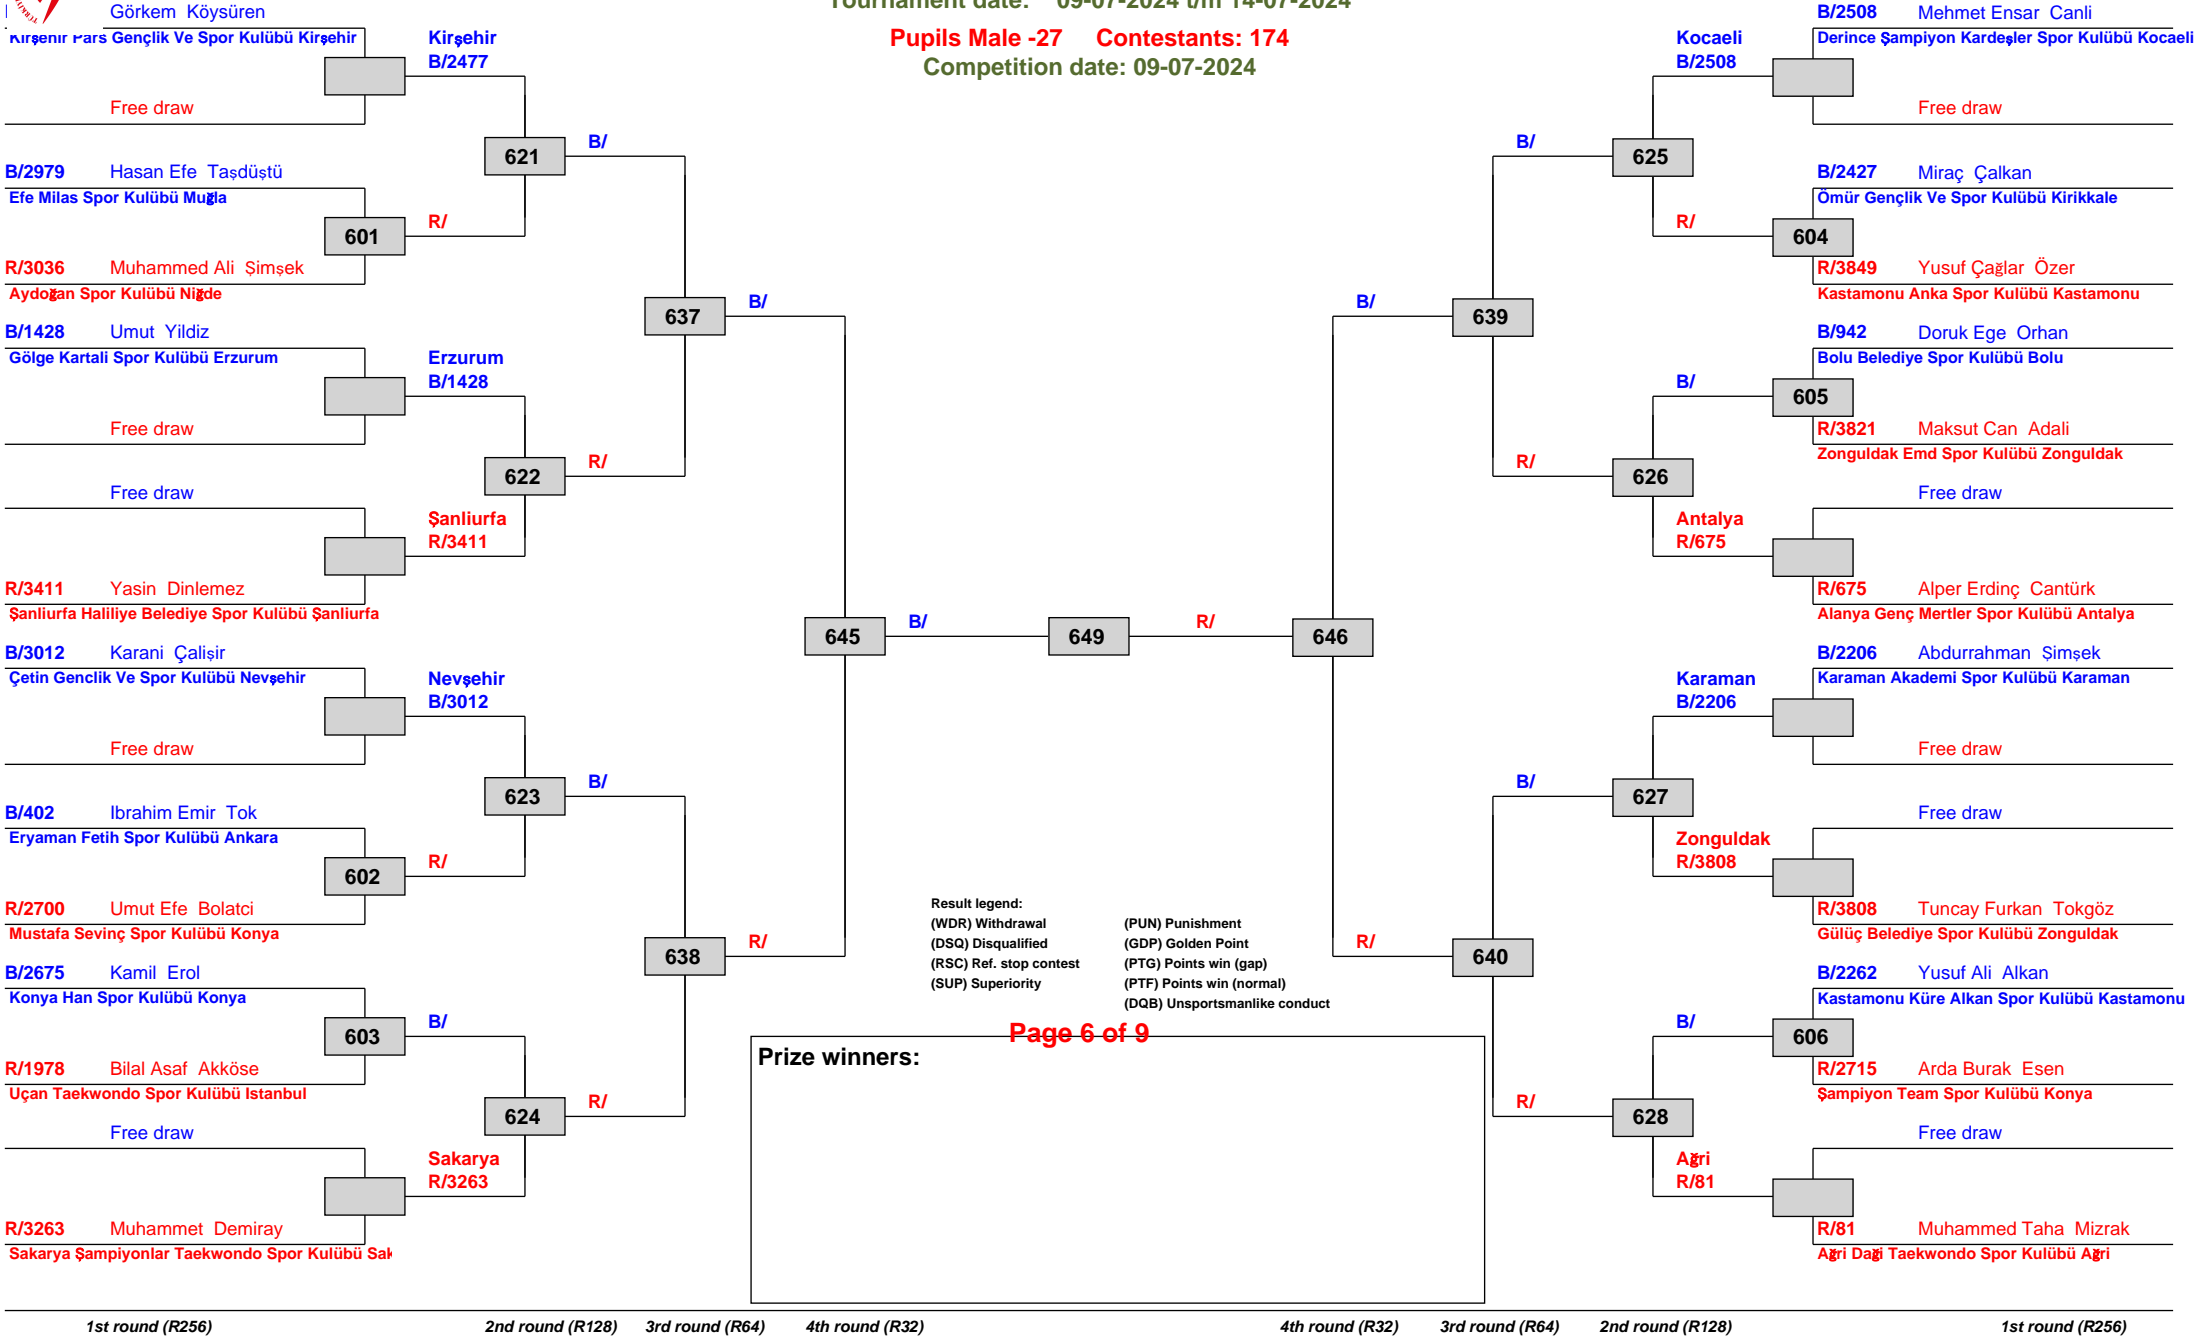 Tournament date: 09-07-2024 t/m 14-07-2024
Pupils Male -27 Contestants: 174
Competition date: 09-07-2024
Görkem Köysüren
Kirşehir Pars Gençlik Ve Spor Kulübü Kirşehir
Free draw
Kirşehir
B/2477
B/2979 Hasan Efe Taşdüştü
Efe Milas Spor Kulübü Muğla
601
R/3036 Muhammed Ali Şimşek
Aydoğan Spor Kulübü Niğde
R/
621
B/
B/1428 Umut Yildiz
Gölge Kartali Spor Kulübü Erzurum
Free draw
Erzurum
B/1428
Free draw
R/3411 Yasin Dinlemez
Şanliurfa Haliliye Belediye Spor Kulübü Şanliurfa
Şanliurfa
R/3411
622
R/
637
B/
B/3012 Karani Çalişir
Çetin Genclik Ve Spor Kulübü Nevşehir
Free draw
Nevşehir
B/3012
B/402 Ibrahim Emir Tok
Eryaman Fetih Spor Kulübü Ankara
602
R/2700 Umut Efe Bolatci
Mustafa Sevinç Spor Kulübü Konya
R/
623
B/
B/2675 Kamil Erol
Konya Han Spor Kulübü Konya
603
R/1978 Bilal Asaf Akköse
Uçan Taekwondo Spor Kulübü Istanbul
B/
Free draw
R/3263 Muhammet Demiray
Sakarya Şampiyonlar Taekwondo Spor Kulübü
Sakarya
R/3263
624
R/
638
R/
645
B/
649
R/
646
B/2508 Mehmet Ensar Canli
Derince Şampiyon Kardeşler Spor Kulübü Kocaeli
Free draw
Kocaeli
B/2508
B/2427 Miraç Çalkan
Ömür Gençlik Ve Spor Kulübü Kirikkale
604
R/3849 Yusuf Çağlar Özer
Kastamonu Anka Spor Kulübü Kastamonu
R/
625
B/
B/942 Doruk Ege Orhan
Bolu Belediye Spor Kulübü Bolu
605
R/3821 Maksut Can Adali
Zonguldak Emd Spor Kulübü Zonguldak
B/
Free draw
R/675 Alper Erdinç Cantürk
Alanya Genç Mertler Spor Kulübü Antalya
Antalya
R/675
626
R/
639
B/
B/2206 Abdurrahman Şimşek
Karaman Akademi Spor Kulübü Karaman
Free draw
Karaman
B/2206
Free draw
R/3808 Tuncay Furkan Tokgöz
Gülüç Belediye Spor Kulübü Zonguldak
Zonguldak
R/3808
627
B/
B/2262 Yusuf Ali Alkan
Kastamonu Küre Alkan Spor Kulübü Kastamonu
606
R/2715 Arda Burak Esen
Şampiyon Team Spor Kulübü Konya
B/
Free draw
R/81 Muhammed Taha Mizrak
Ağri Daği Taekwondo Spor Kulübü Ağri
Ağri
R/81
628
R/
640
R/
Result legend:
(WDR) Withdrawal (PUN) Punishment
(DSQ) Disqualified (GDP) Golden Point
(RSC) Ref. stop contest (PTG) Points win (gap)
(SUP) Superiority (PTF) Points win (normal)
(DQB) Unsportsmanlike conduct
Page 6 of 9
Prize winners:
1st round (R256) 2nd round (R128) 3rd round (R64) 4th round (R32) 4th round (R32) 3rd round (R64) 2nd round (R128) 1st round (R256)